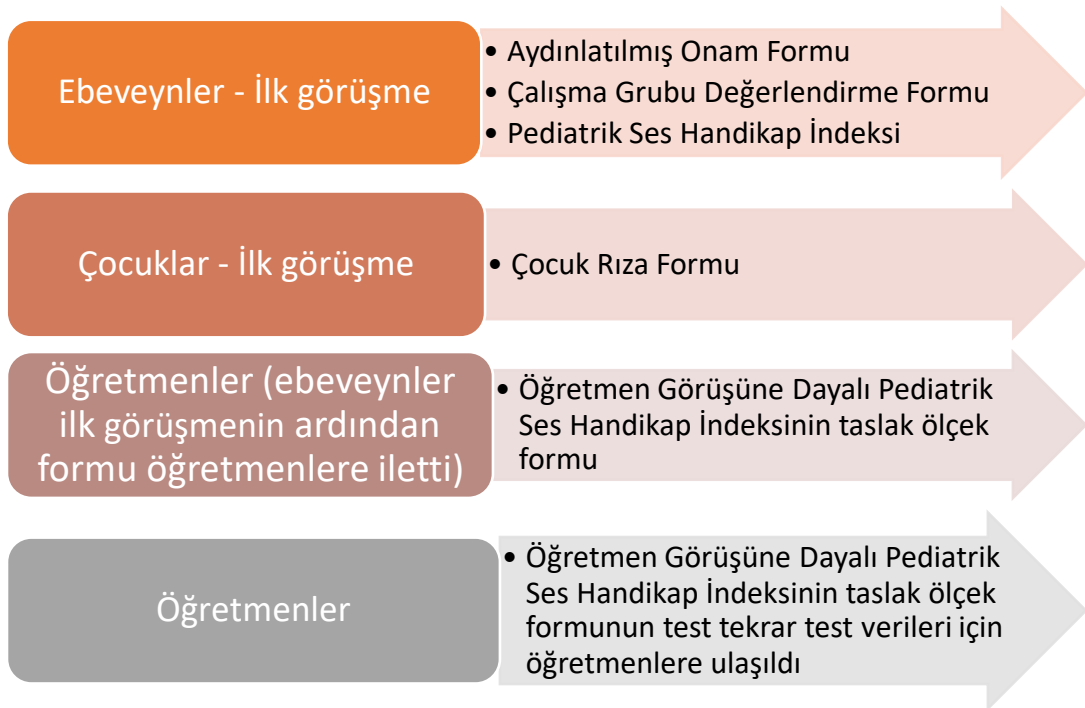 Ebeveynler - İlk görüşme
• Aydınlatılmış Onam Formu
• Çalışma Grubu Değerlendirme Formu
• Pediatrik Ses Handikap İndeksi
Çocuklar - İlk görüşme
• Çocuk Rıza Formu
Öğretmenler (ebeveynler
ilk görüşmenin ardından
formu öğretmenlere iletti)
• Öğretmen Görüşüne Dayalı Pediatrik
Ses Handikap İndeksinin taslak ölçek
formu
Öğretmenler
• Öğretmen Görüşüne Dayalı Pediatrik
Ses Handikap İndeksinin taslak ölçek
formunun test tekrar test verileri için
öğretmenlere ulaşıldı